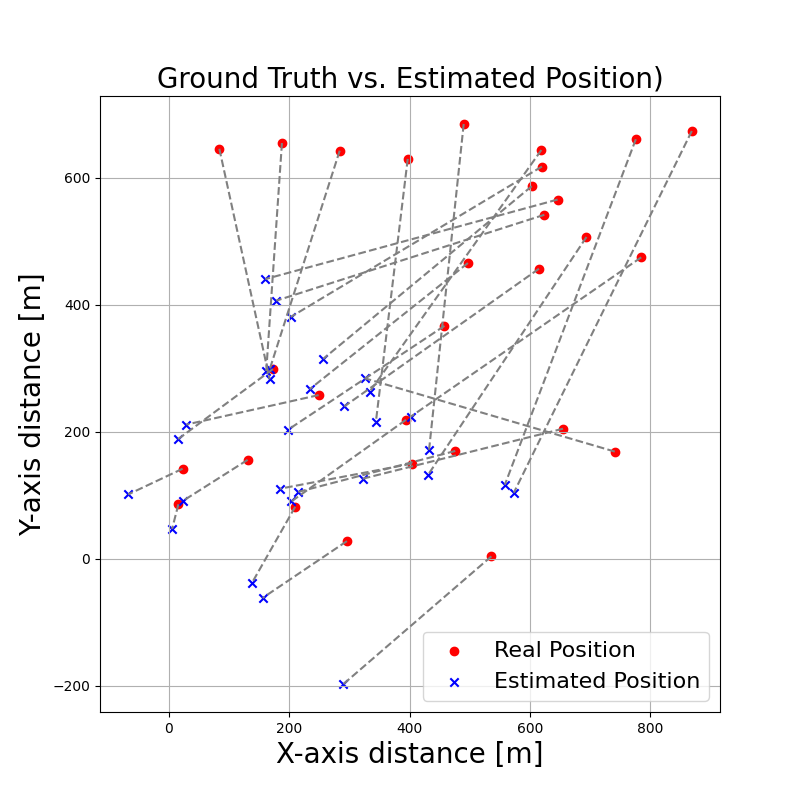 Ground Truth vs. Estimated Position)
Y-axis distance [m]
600
400
200
0
−200
0 200 400 600 800
X-axis distance [m]
Real Position
Estimated Position